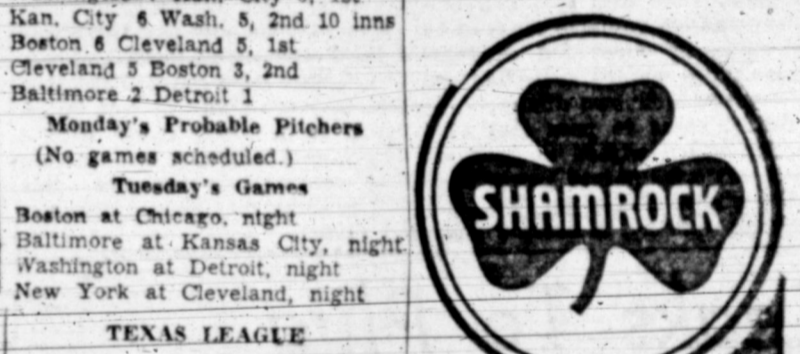 Kan. City 6 Wash. 5, 2nd 10 inns
Boston 6 Cleveland 5, 1st
Cleveland 5 Boston 3, 2nd
Baltimore 2 Detroit 1
Monday's Probable Pitchers
(No games scheduled.)
Tuesday's Games
Boston at Chicago, night
Baltimore at Kansas City, night
Washington at Detroit, night
New York at Cleveland, night
TEXAS LEAGUE
SHAMROCK